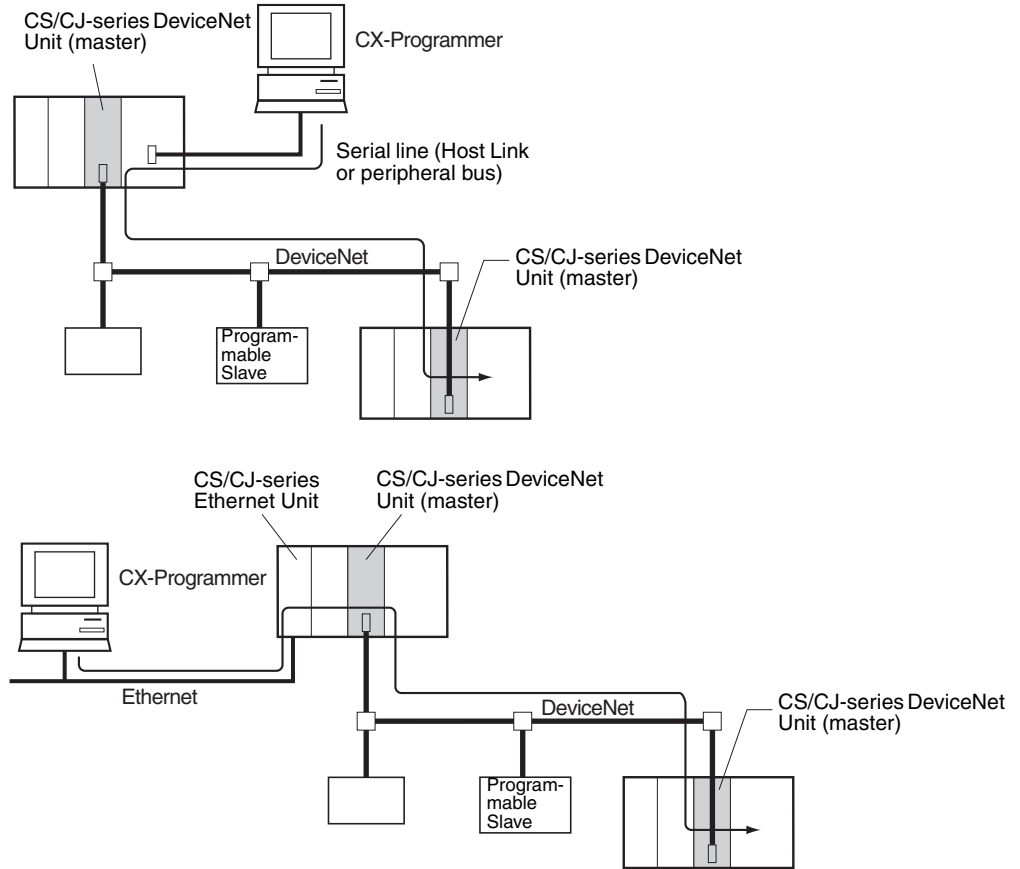 CS/CJ-series DeviceNet
Unit (master)
CX-Programmer
Serial line (Host Link
or peripheral bus)
DeviceNet
CS/CJ-series DeviceNet
Unit (master)
Program-
mable
Slave
CS/CJ-series
Ethernet Unit
CS/CJ-series DeviceNet
Unit (master)
CX-Programmer
Ethernet
DeviceNet
CS/CJ-series DeviceNet
Unit (master)
Program-
mable
Slave